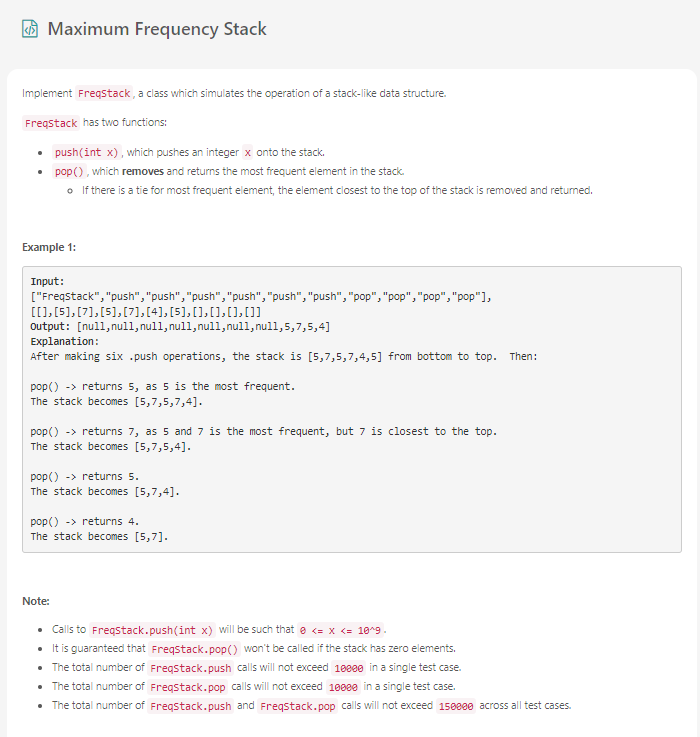 Maximum Frequency Stack
Implement FreqStack, a class which simulates the operation of a stack-like data structure.
FreqStack has two functions:
push(int x), which pushes an integer x onto the stack.
pop(), which removes and returns the most frequent element in the stack.
If there is a tie for most frequent element, the element closest to the top of the stack is removed and returned.
Example 1:
Input:
["FreqStack","push","push","push","push","push","push","pop","pop","pop","pop"],
[[],[5],[7],[5],[7],[4],[5],[],[],[],[]]
Output: [null,null,null,null,null,null,null,5,7,5,4]
Explanation:
After making six .push operations, the stack is [5,7,5,7,4,5] from bottom to top.  Then:
pop() -> returns 5, as 5 is the most frequent.
The stack becomes [5,7,5,7,4].
pop() -> returns 7, as 5 and 7 is the most frequent, but 7 is closest to the top.
The stack becomes [5,7,5,4].
pop() -> returns 5.
The stack becomes [5,7,4].
pop() -> returns 4.
The stack becomes [5,7].
Note:
Calls to FreqStack.push(int x) will be such that 0 <= x <= 10^9.
It is guaranteed that FreqStack.pop() won't be called if the stack has zero elements.
The total number of FreqStack.push calls will not exceed 10000 in a single test case.
The total number of FreqStack.pop calls will not exceed 10000 in a single test case.
The total number of FreqStack.push and FreqStack.pop calls will not exceed 150000 across all test cases.